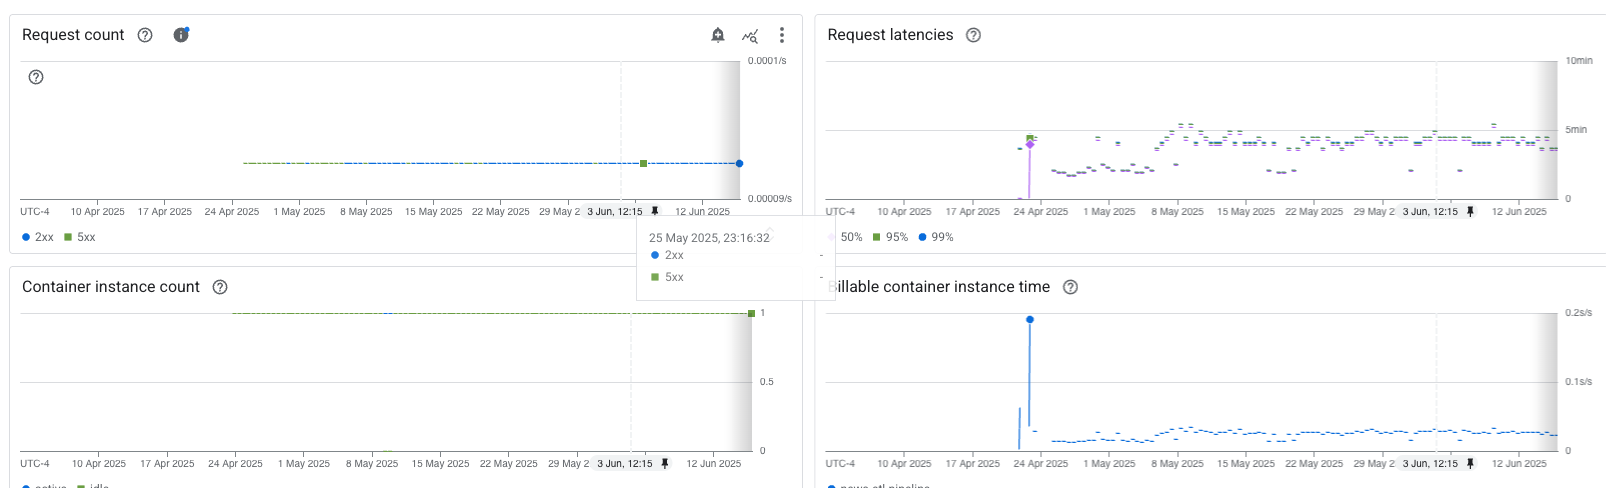 Request count
0.0001/s
0.00009/s
UTC-4 10 Apr 2025 17 Apr 2025 24 Apr 2025 1 May 2025 8 May 2025 15 May 2025 22 May 2025 29 May 2 3 Jun, 12:15 12 Jun 2025
2xx 5xx
Request latencies
10min
5min
0
UTC-4 10 Apr 2025 17 Apr 2025 24 Apr 2025 1 May 2025 8 May 2025 15 May 2025 22 May 2025 29 May 2 3 Jun, 12:15 12 Jun 2025
50% 95% 99%
25 May 2025, 23:16:32
2xx -
5xx -
Container instance count
1
0.5
0
UTC-4 10 Apr 2025 17 Apr 2025 24 Apr 2025 1 May 2025 8 May 2025 15 May 2025 22 May 2025 29 May 2 3 Jun, 12:15 12 Jun 2025
active idle
Billable container instance time
0.2s/s
0.1s/s
0
UTC-4 10 Apr 2025 17 Apr 2025 24 Apr 2025 1 May 2025 8 May 2025 15 May 2025 22 May 2025 29 May 2 3 Jun, 12:15 12 Jun 2025